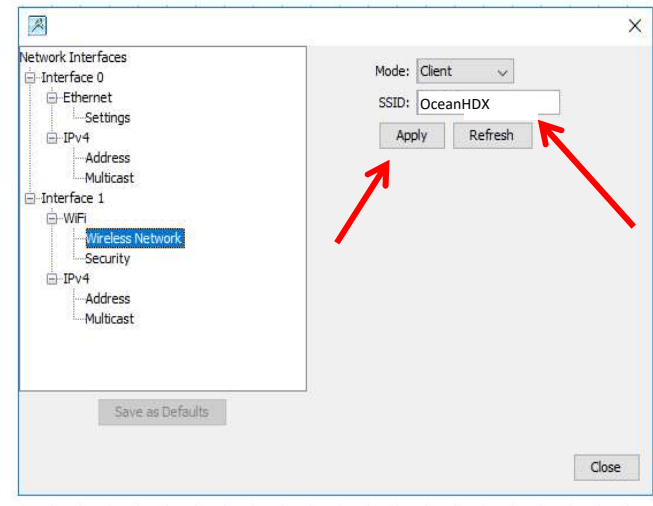 Network Interfaces
Interface 0
Ethernet
Settings
IPv4
Address
Multicast
Interface 1
WiFi
Wireless Network
Security
IPv4
Address
Multicast
Save as Defaults
Mode: Client
SSID: OceanHDX
Apply Refresh
Close